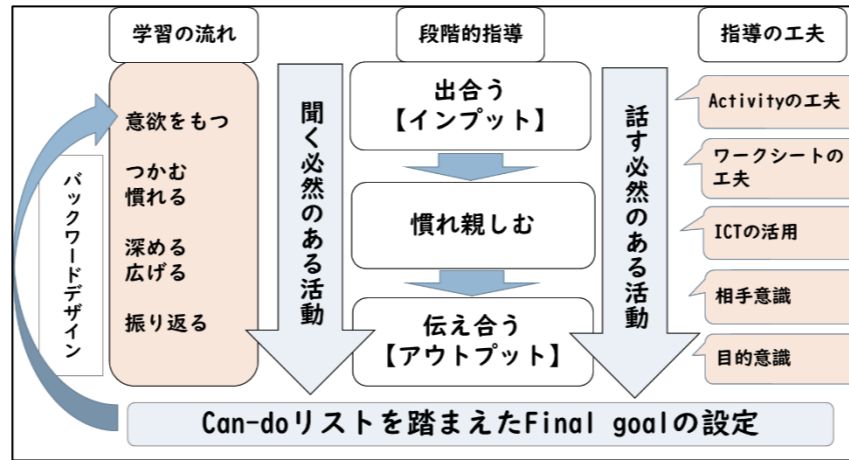 学習の流れ
段階的指導
指導の工夫
バックワードデザイン
意欲をもつ
つかむ
慣れる
深める
広げる
振り返る
聞く必然のある活動
出合う
【インプット】
慣れ親しむ
伝え合う
【アウトプット】
話す必然のある活動
Activityの工夫
ワークシートの
工夫
ICTの活用
相手意識
目的意識
Can-doリストを踏まえたFinal goalの設定